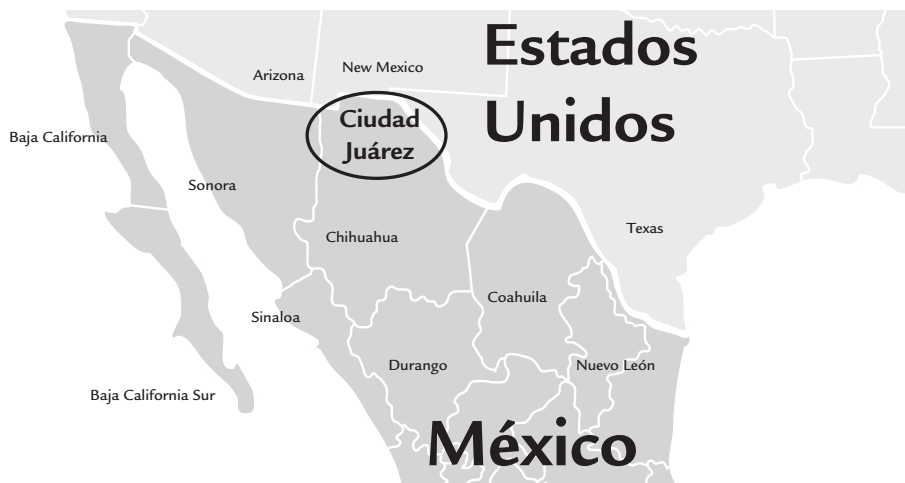 Estados
Unidos
New Mexico
Arizona
Ciudad
Juárez
Baja California
Sonora
Texas
Chihuahua
Coahuila
Sinaloa
Durango
Nuevo León
Baja California Sur
México